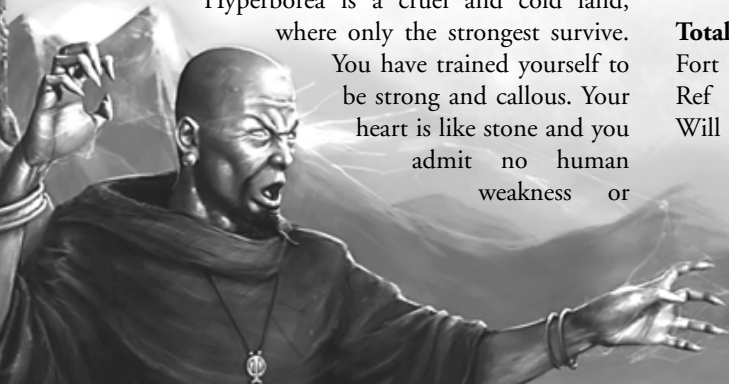 Hyperborea is a cruel and cold land,
where only the strongest survive.
You have trained yourself to
be strong and callous. Your
heart is like stone and you
admit no human
weakness or
Total
Fort
Ref
Will